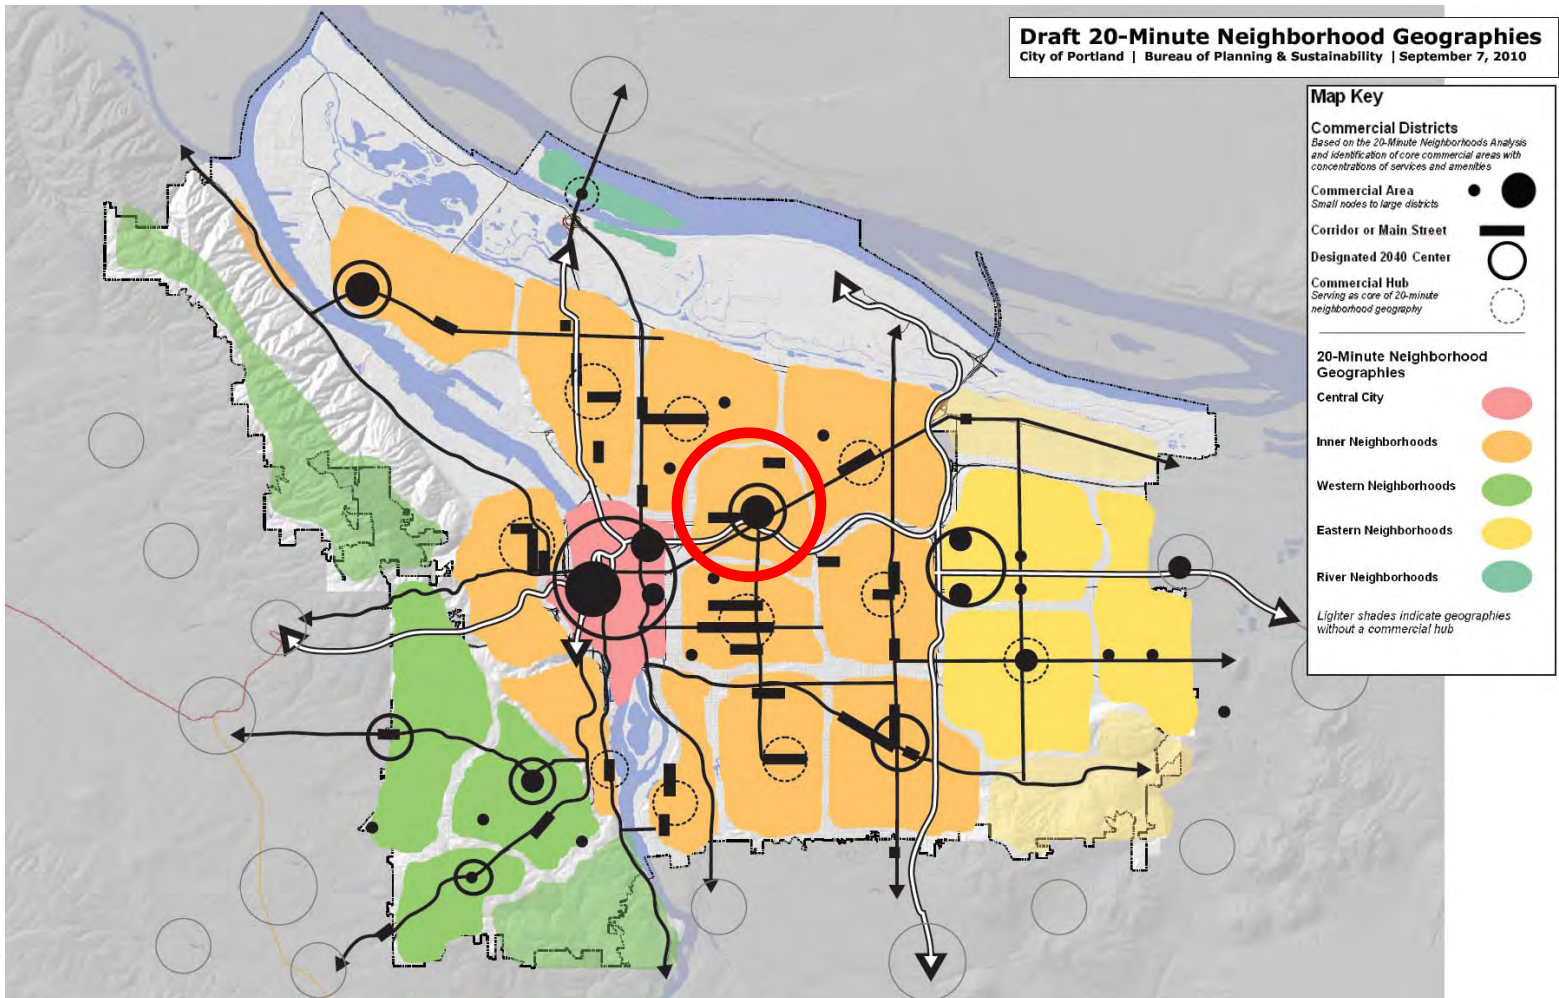 Draft 20-Minute Neighborhood Geographies
City of Portland | Bureau of Planning & Sustainability | September 7, 2010
Map Key
Commercial Districts
Based on the 20-Minute Neighborhoods Analysis
and identification of core commercial areas with
concentrations of services and amenities
Commercial Area
Small nodes to large districts
Corridor or Main Street
Designated 2040 Center
Commercial Hub
Serving as core of 20-minute
neighborhood geography
20-Minute Neighborhood
Geographies
Central City
Inner Neighborhoods
Western Neighborhoods
Eastern Neighborhoods
River Neighborhoods
Lighter shades indicate geographies
without a commercial hub